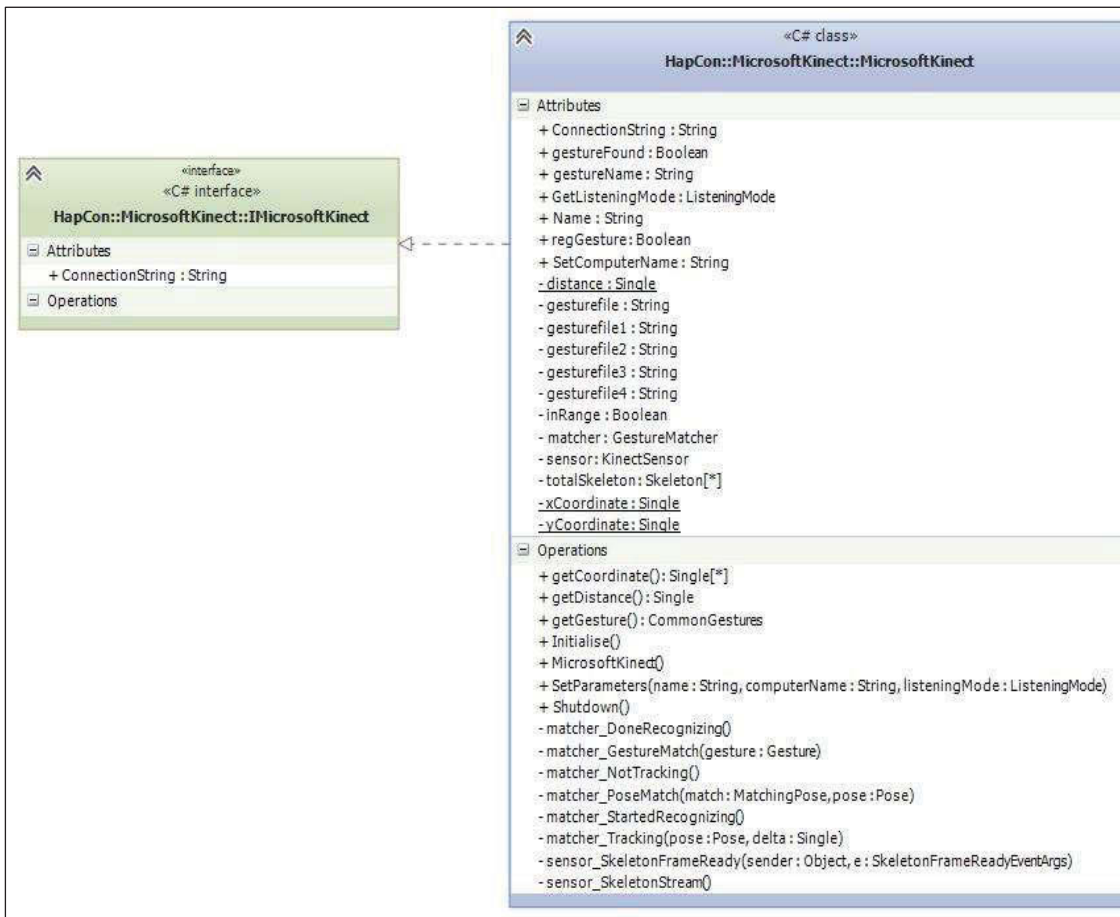 «interface»
«C# interface»
HapCon::MicrosoftKinect::IMicrosoftKinect
Attributes
+ ConnectionString : String
Operations
«C# class»
HapCon::MicrosoftKinect::MicrosoftKinect
Attributes
+ ConnectionString : String
+ gestureFound : Boolean
+ gestureName : String
+ GetListeningMode : ListeningMode
+ Name : String
+ regGesture: Boolean
+ SetComputerName : String
- distance : Single
- gesturefile : String
- gesturefile1 : String
- gesturefile2 : String
- gesturefile3 : String
- gesturefile4 : String
- inRange : Boolean
- matcher : GestureMatcher
- sensor: KinectSensor
- totalSkeleton: Skeleton[*]
- xCoordinate: Single
- yCoordinate: Single
Operations
+ getCoordinate(): Single[*]
+ getDistance(): Single
+ getGesture(): CommonGestures
+ Initialise()
+ MicrosoftKinect()
+ SetParameters(name : String, computerName : String, listeningMode : ListeningMode)
+ Shutdown()
- matcher_DoneRecognizing()
- matcher_GestureMatch(gesture : Gesture)
- matcher_NotTracking()
- matcher_PoseMatch(match: MatchingPose,pose :Pose)
- matcher_StartedRecognizing()
- matcher_Tracking(pose :Pose, delta : Single)
- sensor_SkeletonFrameReady(sender: Object, e : SkeletonFrameReadyEventArgs)
- sensor_SkeletonStream()